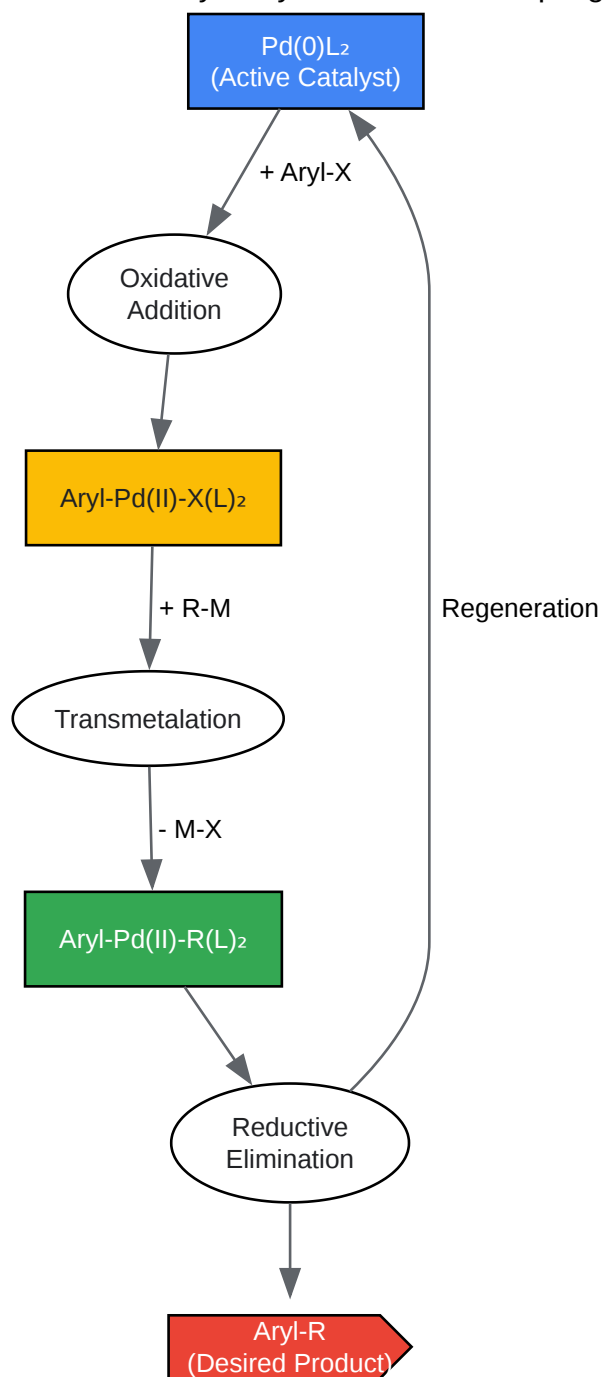 Pd(0)L₂
(Active Catalyst)
+ Aryl-X
Oxidative
Addition
Aryl-Pd(II)-X(L)₂
+ R-M
Regeneration
Transmetalation
- M-X
Aryl-Pd(II)-R(L)₂
Reductive
Elimination
Aryl-R
(Desired Product)